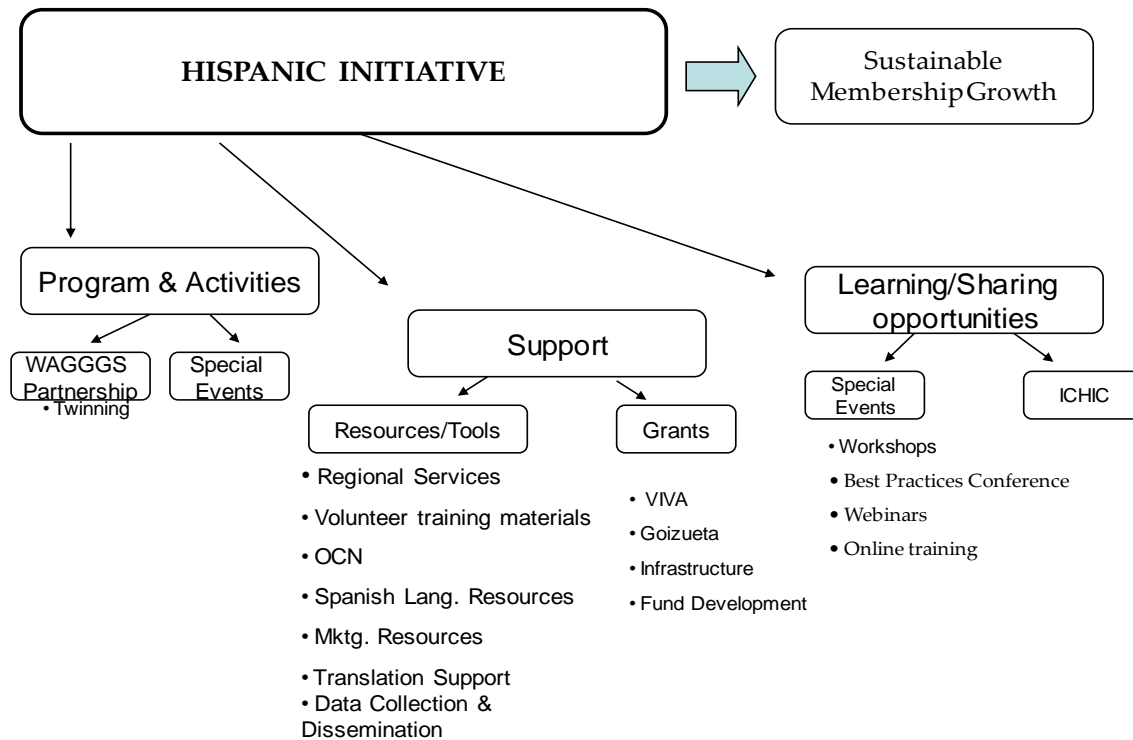 HISPANIC INITIATIVE
Sustainable
Membership Growth
Program & Activities
WAGGGS
Partnership
• Twinning
Special
Events
Support
Resources/Tools
• Regional Services
• Volunteer training materials
• OCN
• Spanish Lang. Resources
• Mktg. Resources
• Translation Support
• Data Collection &
Dissemination
Grants
• VIVA
• Goizueta
• Infrastructure
• Fund Development
Learning/Sharing
opportunities
Special
Events
• Workshops
• Best Practices Conference
• Webinars
• Online training
ICHIC